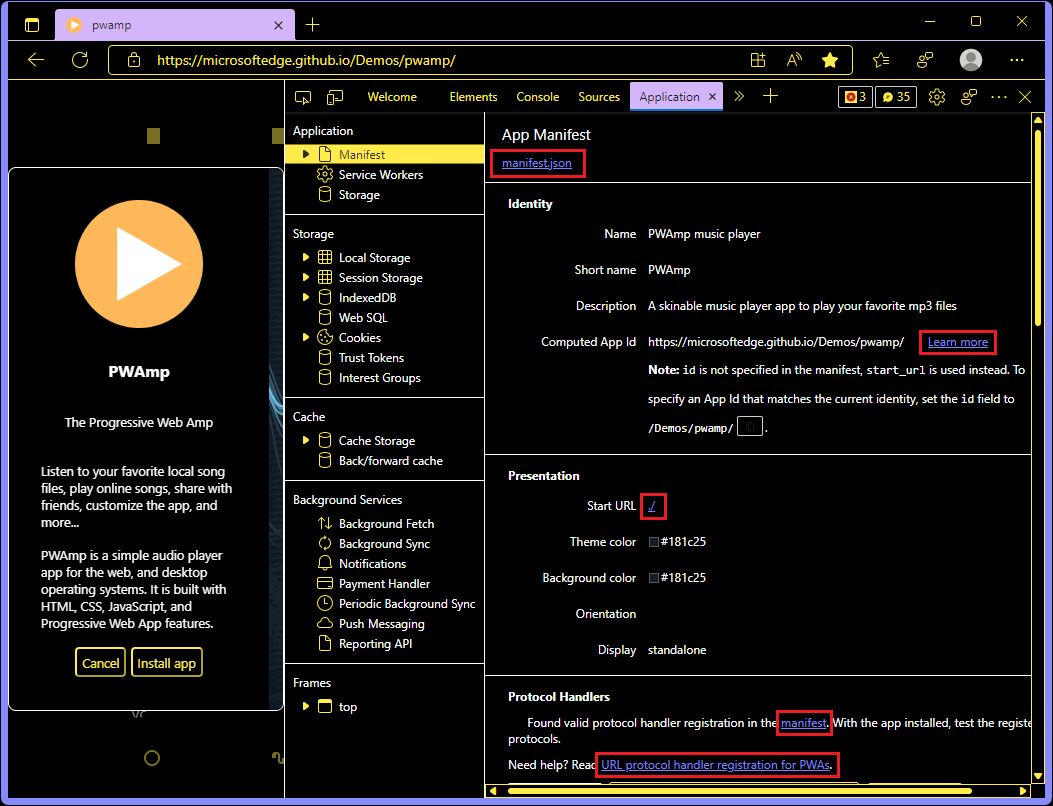 pwamp
https://microsoftedge.github.io/Demos/pwamp/
Welcome Elements Console Sources Application 3 35
PWAmp
The Progressive Web Amp
Listen to your favorite local song
files, play online songs, share with
friends, customize the app, and
more...
PWAmp is a simple audio player
app for the web, and desktop
operating systems. It is built with
HTML, CSS, JavaScript, and
Progressive Web App features.
Cancel Install app
Application
Manifest
Service Workers
Storage
Storage
Local Storage
Session Storage
IndexedDB
Web SQL
Cookies
Trust Tokens
Interest Groups
Cache
Cache Storage
Back/forward cache
Background Services
Background Fetch
Background Sync
Notifications
Payment Handler
Periodic Background Sync
Push Messaging
Reporting API
Frames
top
App Manifest
manifest.json
Identity
Name PWAmp music player
Short name PWAmp
Description A skinable music player app to play your favorite mp3 files
Computed App Id https://microsoftedge.github.io/Demos/pwamp/ Learn more
Note: id is not specified in the manifest, start_url is used instead. To
specify an App Id that matches the current identity, set the id field to
/Demos/pwamp/ .
Presentation
Start URL ./
Theme color #181c25
Background color #181c25
Orientation
Display standalone
Protocol Handlers
Found valid protocol handler registration in the manifest. With the app installed, test the registe
protocols.
Need help? Read URL protocol handler registration for PWAs.